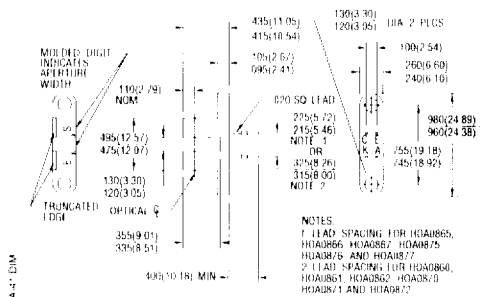 .435(11.05)
.415(10.54)
.130(3.30)
.120(3.05) DIA 2 PLCS
MOLDED DIGIT
INDICATES
APERTURE
WIDTH
.105(2.67)
.095(2.41)
.100(2.54)
.260(6.60)
.240(6.10)
.110(2.79)
NOM
.020 SQ LEAD
.495(12.57)
.475(12.07)
.225(5.72)
.215(5.46)
NOTE 1
OR
.325(8.26)
.315(8.00)
NOTE 2
S
E
C E
K A
.980(24.89)
.960(24.38)
.755(19.18)
.745(18.92)
.130(3.30)
.120(3.05)
TRUNCATED
EDGE
OPTICAL
.355(9.01)
.335(8.51)
.400(10.18) MIN
NOTES:
1 LEAD SPACING FOR HOA0865,
HOA0866, HOA0867, HOA0875
HOA0876 AND HOA0877
2 LEAD SPACING FOR HOA0860,
HOA0861, HOA0862, HOA0870
HOA0871 AND HOA0872